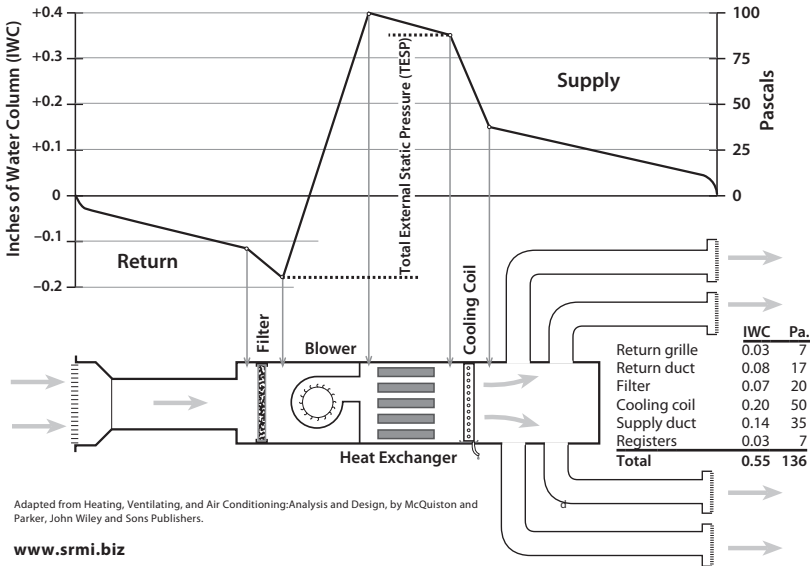 Inches of Water Column (IWC)
+0.4
+0.3
+0.2
+0.1
0
–0.1
–0.2
Return
Total External Static Pressure (TESP)
Supply
100
75
50
25
0
Pascals
Filter
Blower
Cooling Coil
Heat Exchanger
IWC Pa.
Return grille 0.03 7
Return duct 0.08 17
Filter 0.07 20
Cooling coil 0.20 50
Supply duct 0.14 35
Registers 0.03 7
Total 0.55 136
d
Adapted from Heating, Ventilating, and Air Conditioning:Analysis and Design, by McQuiston and
Parker, John Wiley and Sons Publishers.
www.srmi.biz